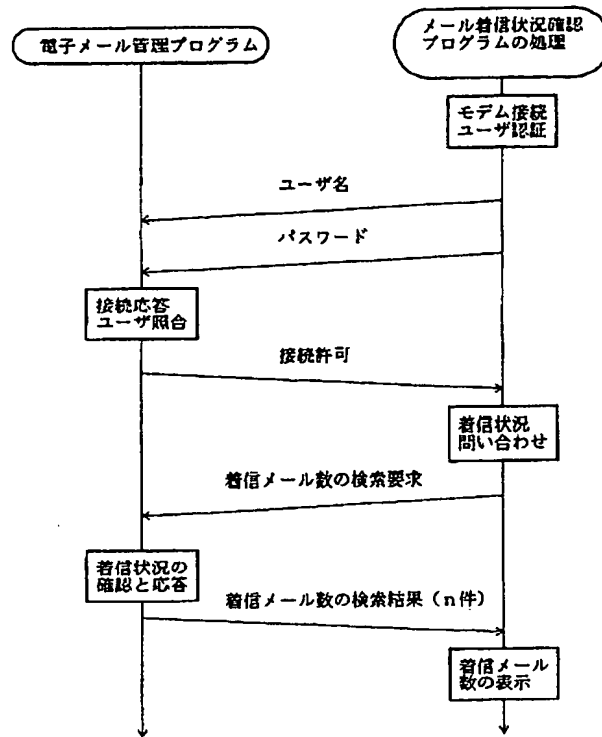 電子メール管理プログラム
メール着信状況確認
プログラムの処理
モデム接続
ユーザ認証
ユーザ名
パスワード
接続応答
ユーザ照合
接続許可
着信状況
問い合わせ
着信メール数の検索要求
着信状況の
確認と応答
着信メール数の検索結果（n件）
着信メール
数の表示